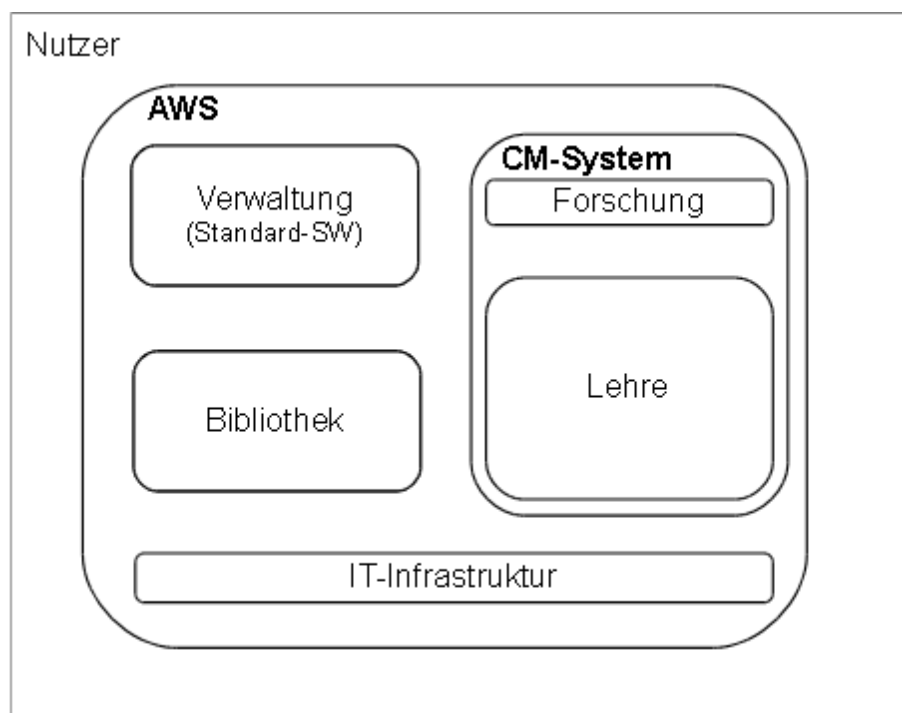 Nutzer
AWS
Verwaltung
(Standard-SW)
CM-System
Forschung
Lehre
Bibliothek
IT-Infrastruktur